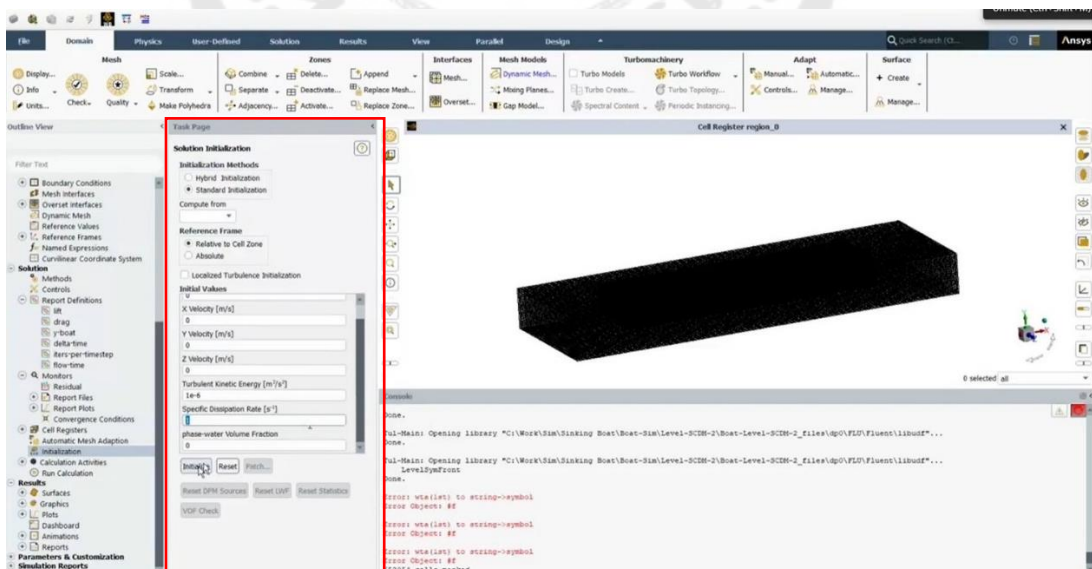 File Domain Physics User-Defined Solution Results View Parallel Design Quick Search (Ct... Ansys
Mesh Zones Interfaces Mesh Models Turbomachinery Adapt Surface
Display... Scale... Combine Delete... Append Mesh... Dynamic Mesh... Turbo Models Turbo Workflow Manual... Automatic... + Create
Info Check Quality Transform Separate Deactivate... Replace Mesh... Mixing Planes... Turbo Create... Turbo Topology... Controls... Manage...
Units... Make Polyhedra Adjacency... Activate... Replace Zone... Overset... Gap Model... Spectral Content Periodic Instancing... Manage...
Outline View
Filter Text
Boundary Conditions
Mesh Interfaces
Overset Interfaces
Dynamic Mesh
Reference Values
Reference Frames
Named Expressions
Curvilinear Coordinate System
Solution
Methods
Controls
Report Definitions
lift
drag
y-boat
delta-time
iters-per-timestep
flow-time
Monitors
Residual
Report Files
Report Plots
Convergence Conditions
Cell Registers
Automatic Mesh Adaption
Initialization
Calculation Activities
Run Calculation
Results
Surfaces
Graphics
Plots
Dashboard
Animations
Reports
Parameters & Customization
Simulation Reports
Task Page
Solution Initialization
Initialization Methods
Hybrid Initialization
Standard Initialization
Compute from
Reference Frame
Relative to Cell Zone
Absolute
Localized Turbulence Initialization
Initial Values
0
X Velocity [m/s]
0
Y Velocity [m/s]
0
Z Velocity [m/s]
0
Turbulent Kinetic Energy [m²/s²]
1e-6
Specific Dissipation Rate [s⁻¹]
phase-water Volume Fraction
0
Initialize Reset Patch...
Reset DPM Sources Reset LWF Reset Statistics
VOF Check
Cell Register region_0
0 selected all
Console
Done.
Opening library "C:\Work\Sim\Sinking Boat\Boat-Sim\Level-SCDM-2\Boat-Level-SCDM-2_files\dp0\FLU\Fluent\libudf"...
Done.
Opening library "C:\Work\Sim\Sinking Boat\Boat-Sim\Level-SCDM-2\Boat-Level-SCDM-2_files\dp0\FLU\Fluent\libudf"...
LevelSymFront
Done.
Error: wta(1st) to string->symbol
Error Object: #f
Error: wta(1st) to string->symbol
Error Object: #f
Error: wta(1st) to string->symbol
Error Object: #f